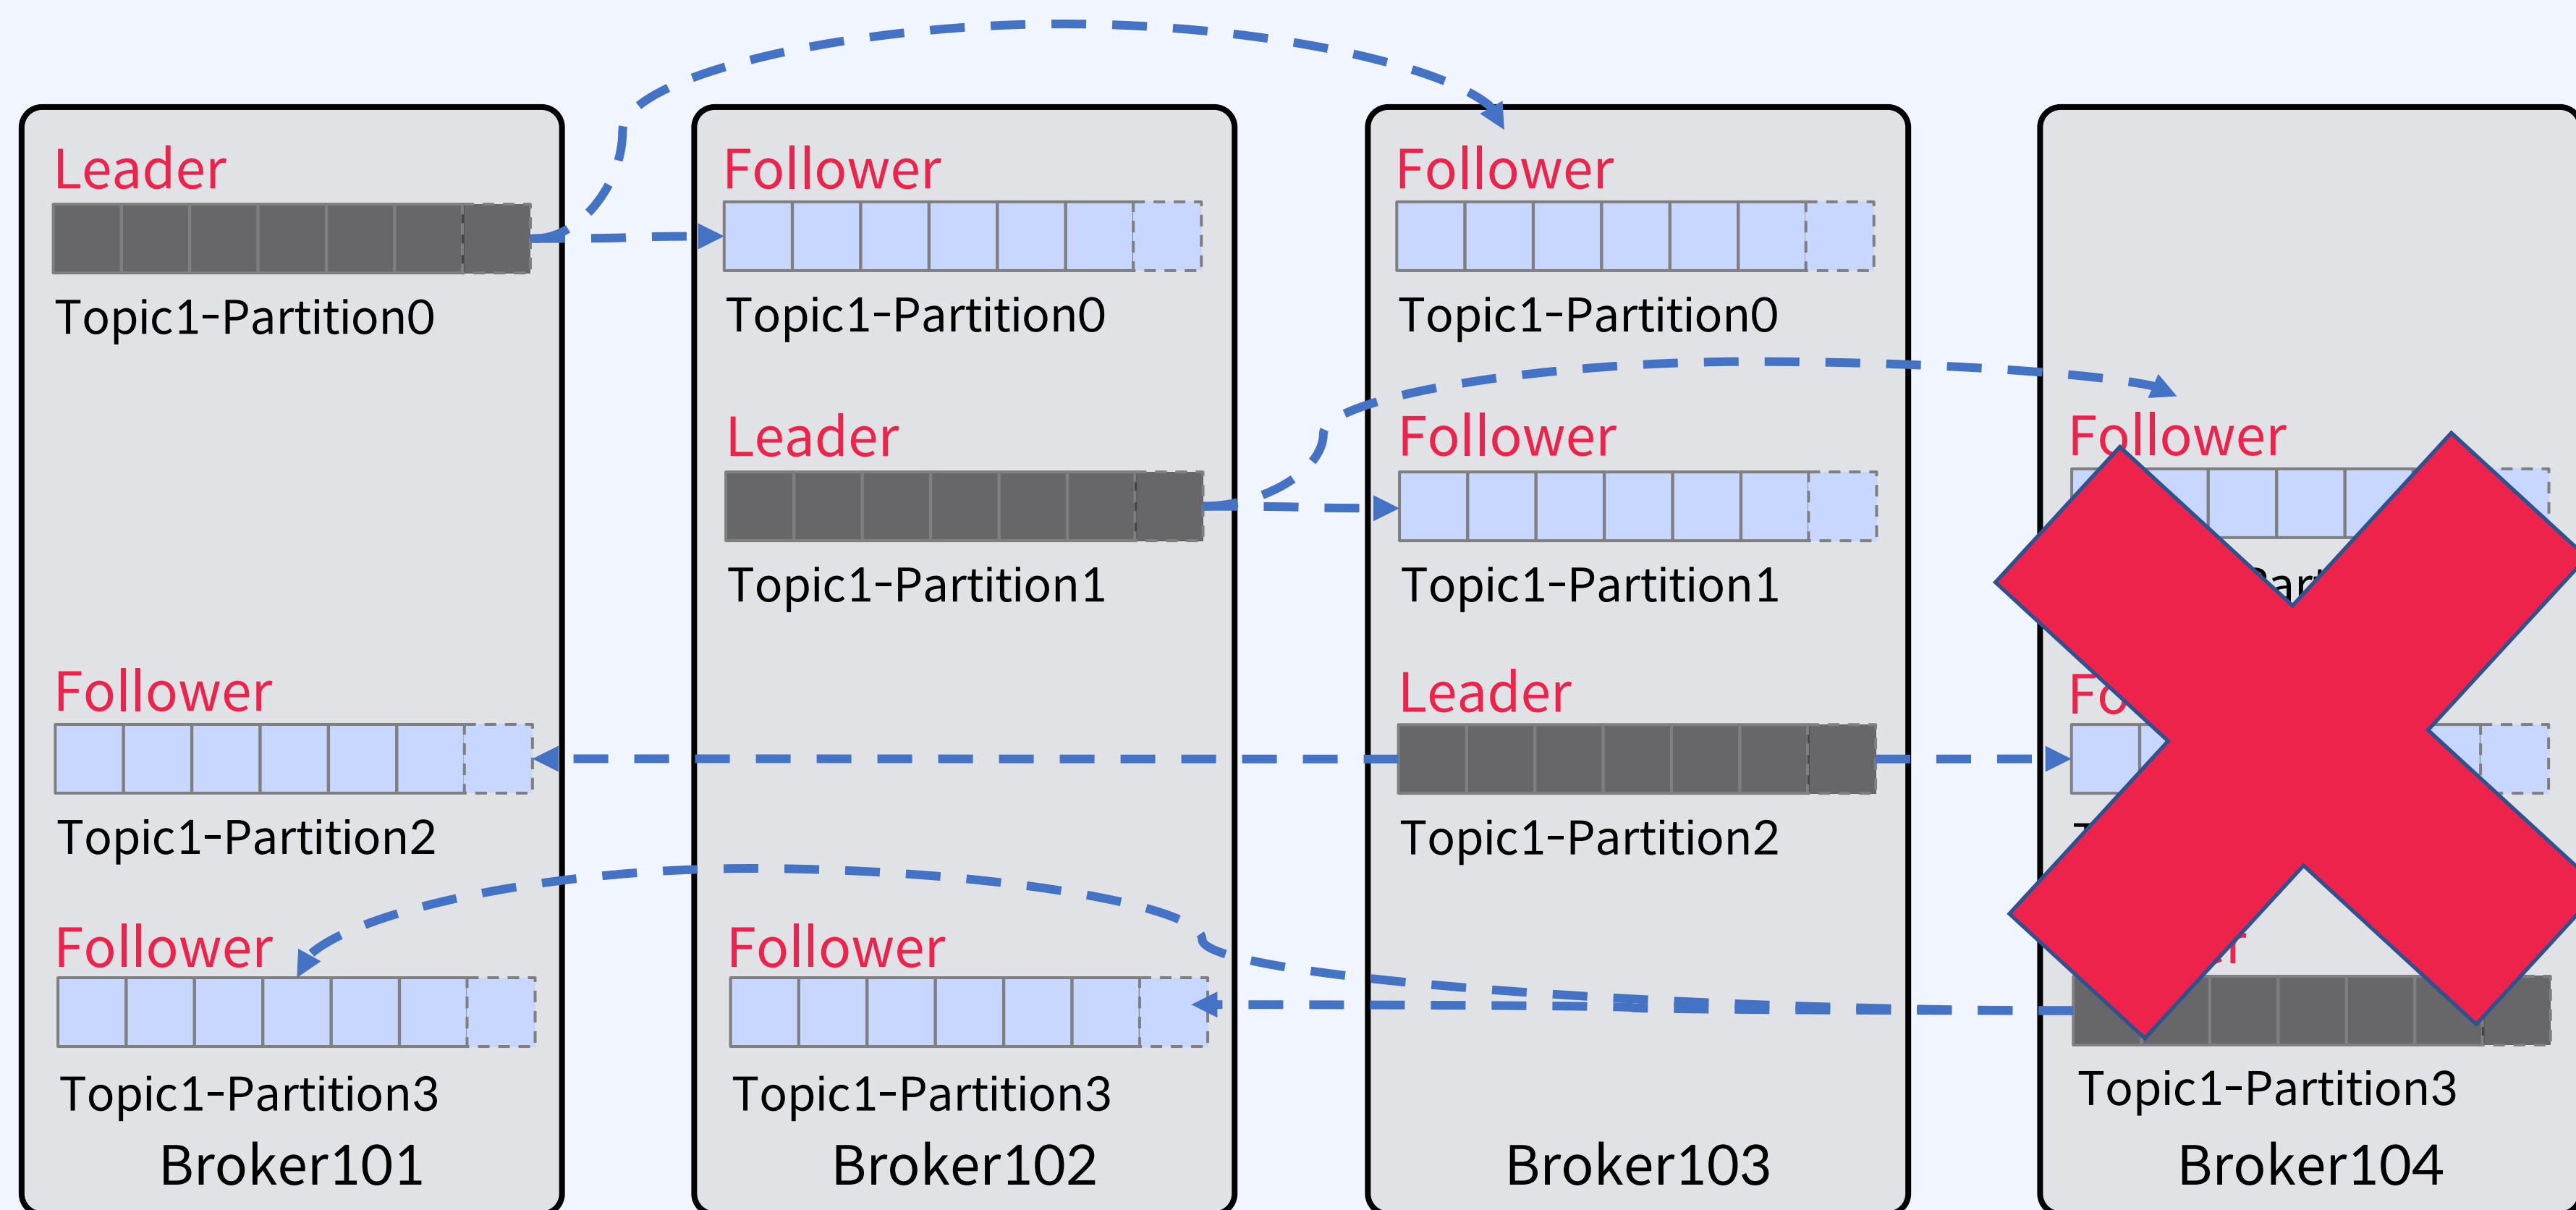 Leader
Topic1-Partition0
Follower
Topic1-Partition2
Follower
Topic1-Partition3
Broker101
Follower
Topic1-Partition0
Leader
Topic1-Partition1
Follower
Topic1-Partition3
Broker102
Follower
Topic1-Partition0
Follower
Topic1-Partition1
Leader
Topic1-Partition2
Broker103
Follower
Topic1-Partition3
Broker104